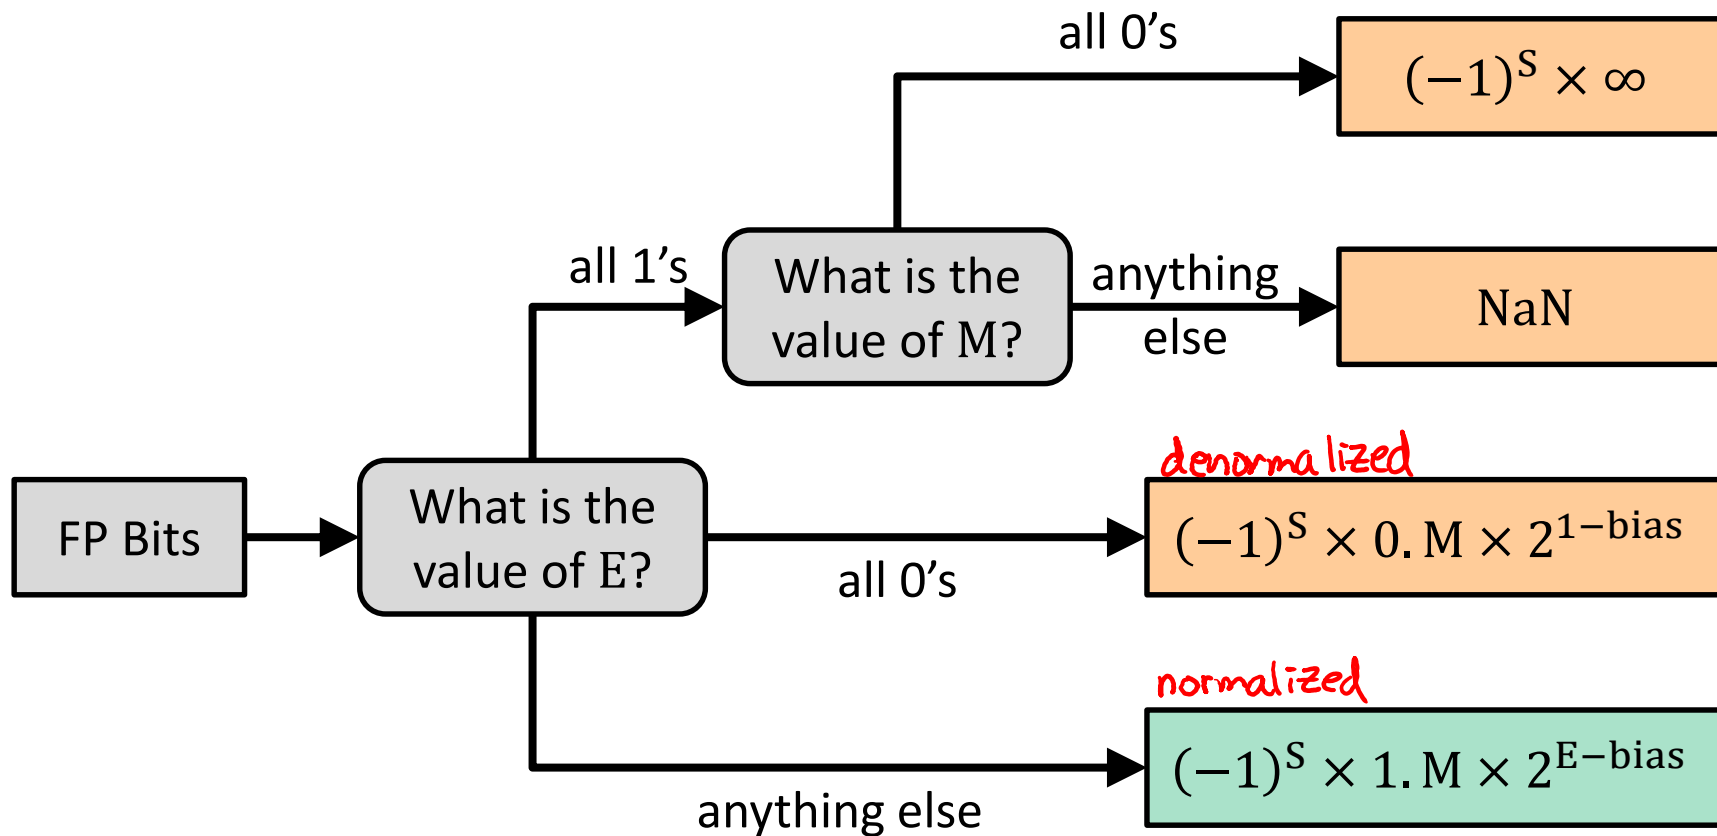 all 0's
(−1)^S × ∞
all 1's
What is the
value of M?
anything
else
NaN
denormalized
FP Bits
What is the
value of E?
all 0's
(−1)^S × 0. M × 2^{1−bias}
normalized
anything else
(−1)^S × 1. M × 2^{E−bias}